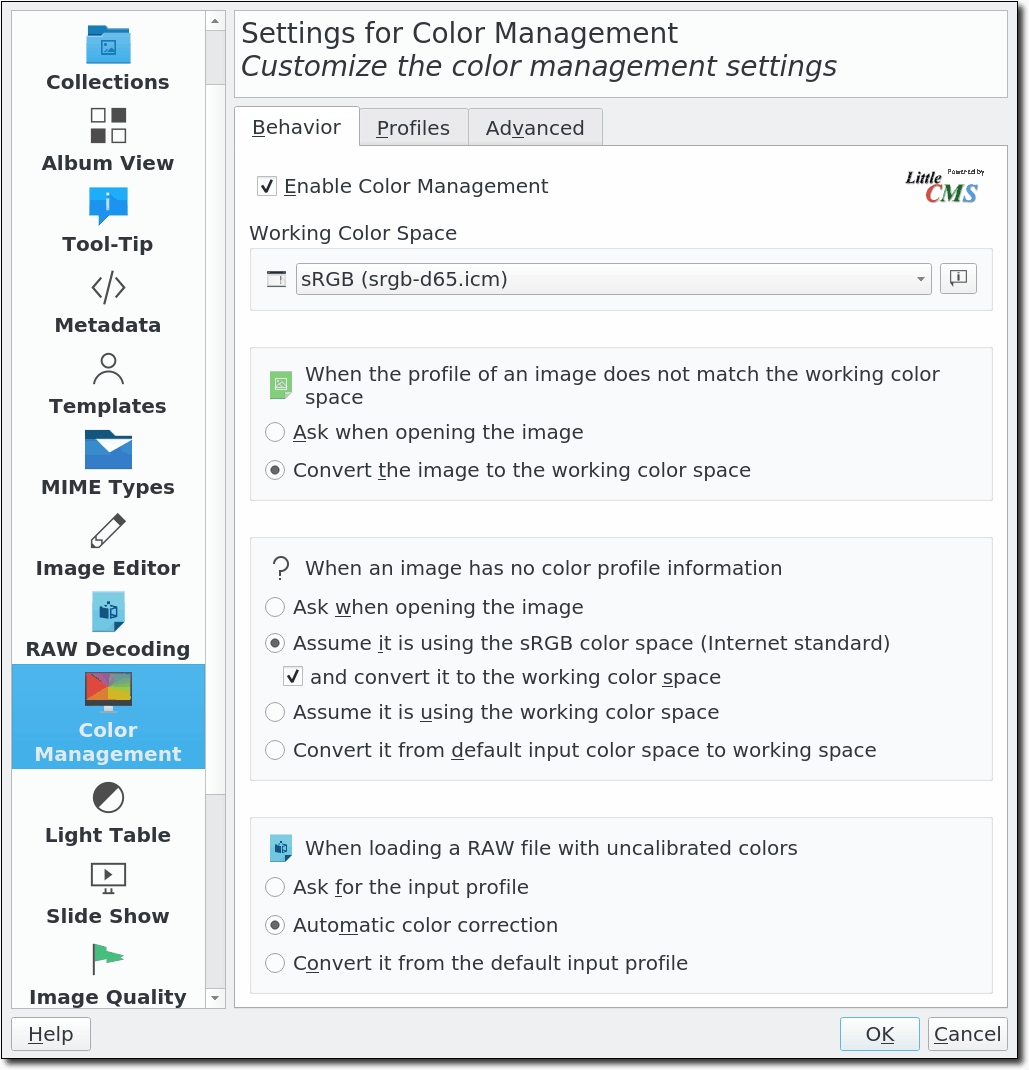 Collections
Album View
Tool-Tip
Metadata
Templates
MIME Types
Image Editor
RAW Decoding
Color
Management
Light Table
Slide Show
Image Quality
Settings for Color Management
Customize the color management settings
Behavior
Profiles
Advanced
Enable Color Management
Powered by
Little
CMS
Working Color Space
sRGB (srgb-d65.icm)
When the profile of an image does not match the working color
space
Ask when opening the image
Convert the image to the working color space
When an image has no color profile information
Ask when opening the image
Assume it is using the sRGB color space (Internet standard)
and convert it to the working color space
Assume it is using the working color space
Convert it from default input color space to working space
When loading a RAW file with uncalibrated colors
Ask for the input profile
Automatic color correction
Convert it from the default input profile
Help
OK
Cancel